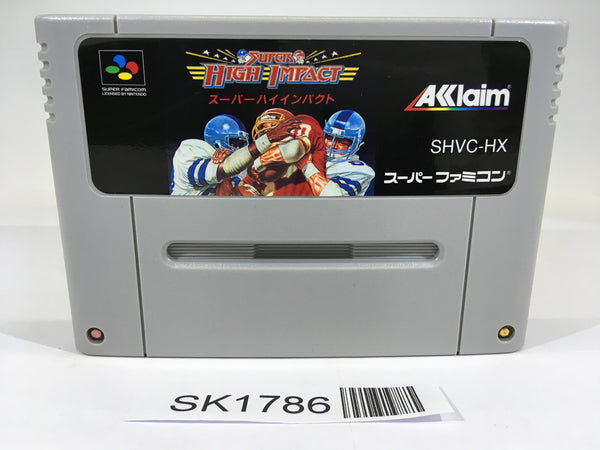 SUPER FAMICOM
LICENSED BY NINTENDO
SUPER
HIGH IMPACT
スーパーハイインパクト
AKklaim
SHVC-HX
スーパーファミコン
SK1786